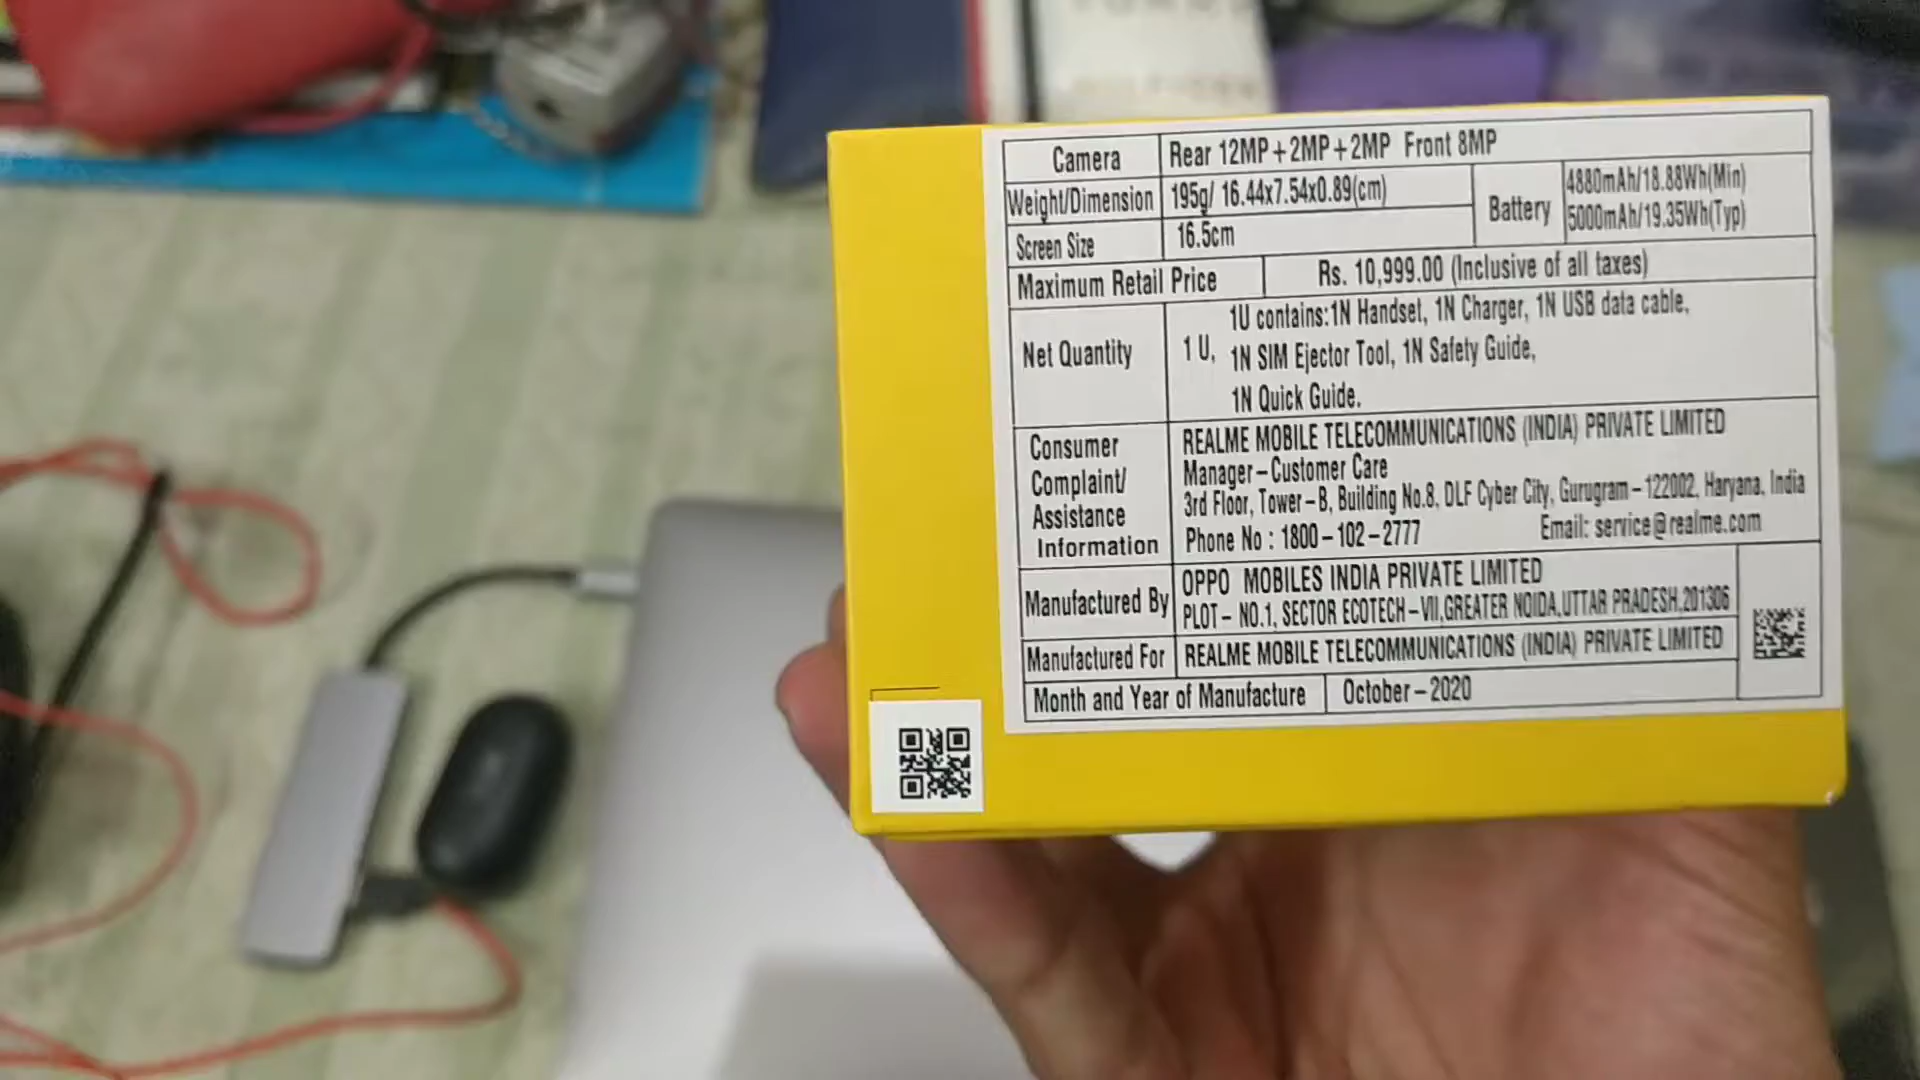 Camera Rear 12MP+2MP+2MP Front 8MP
Weight/Dimension 195g/ 16.44x7.54x0.89(cm)
Screen Size 16.5cm
Battery 4880mAh/18.88Wh(Min)
5000mAh/19.35Wh(Typ)
Maximum Retail Price Rs. 10,999.00 (Inclusive of all taxes)
Net Quantity 1 U, 1U contains:1N Handset, 1N Charger, 1N USB data cable,
1N SIM Ejector Tool, 1N Safety Guide,
1N Quick Guide.
Consumer
Complaint/
Assistance
Information
REALME MOBILE TELECOMMUNICATIONS (INDIA) PRIVATE LIMITED
Manager-Customer Care
3rd Floor, Tower-B, Building No.8, DLF Cyber City, Gurugram-122002, Haryana, India
Phone No : 1800-102-2777 Email: service@realme.com
Manufactured By OPPO MOBILES INDIA PRIVATE LIMITED
PLOT- NO.1, SECTOR ECOTECH-VII,GREATER NOIDA,UTTAR PRADESH,201306
Manufactured For REALME MOBILE TELECOMMUNICATIONS (INDIA) PRIVATE LIMITED
Month and Year of Manufacture October-2020